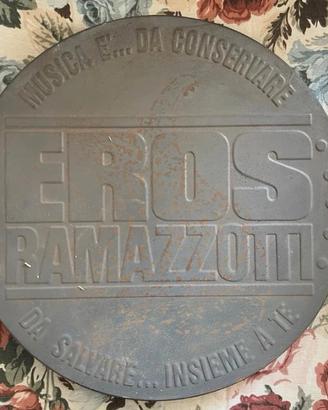 MUSICA E'... DA CONSERVARE
EROS
RAMAZZOTTI
DA SALVARE... INSIEME A TE